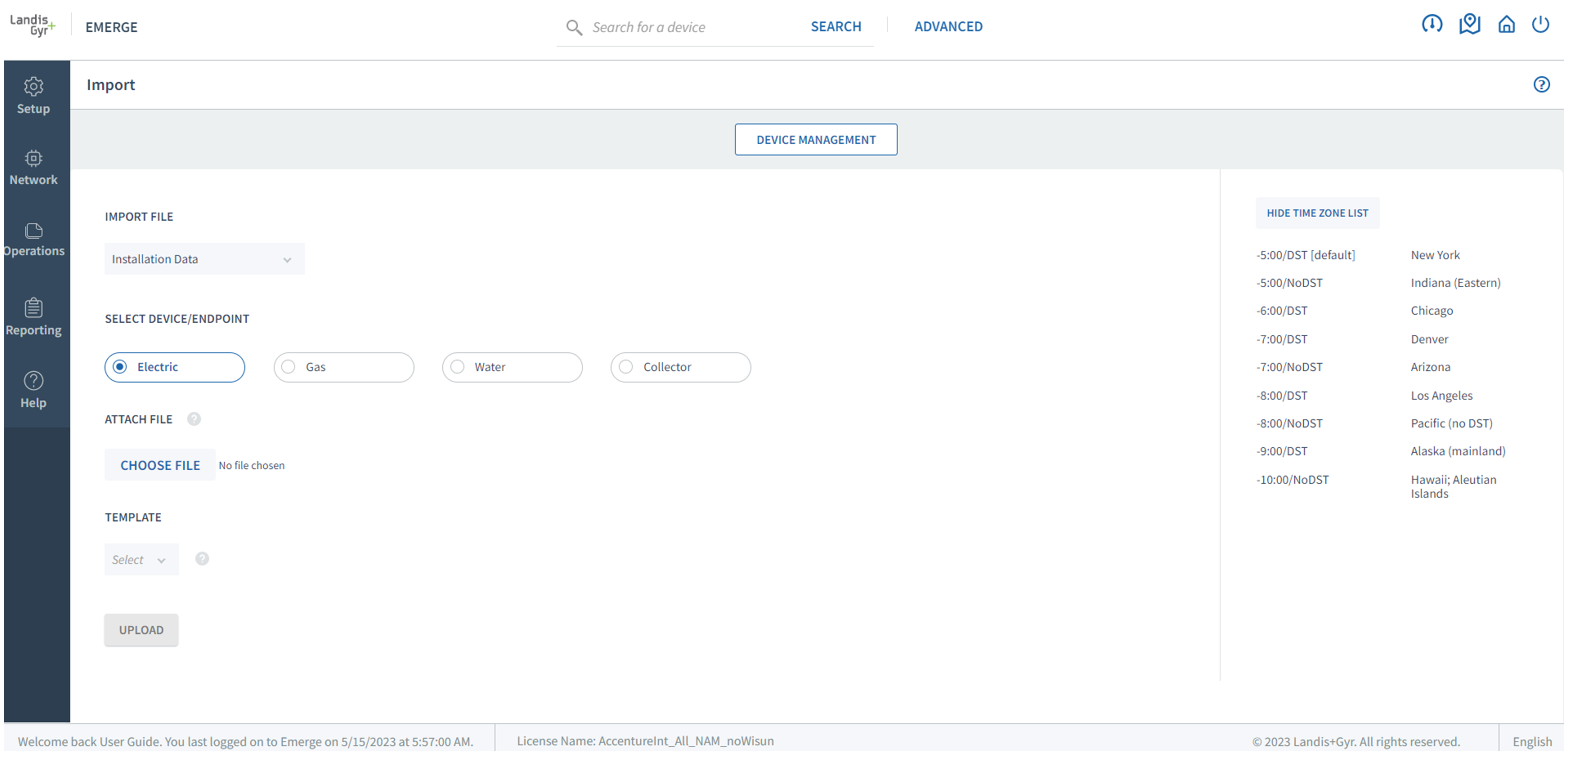 Landis+
Gyr
EMERGE
Search for a device
SEARCH
ADVANCED
Setup
Network
Operations
Reporting
Help
Import
DEVICE MANAGEMENT
IMPORT FILE
Installation Data
SELECT DEVICE/ENDPOINT
Electric
Gas
Water
Collector
ATTACH FILE ?
CHOOSE FILE No file chosen
TEMPLATE
Select ?
UPLOAD
HIDE TIME ZONE LIST
-5:00/DST [default] New York
-5:00/NoDST Indiana (Eastern)
-6:00/DST Chicago
-7:00/DST Denver
-7:00/NoDST Arizona
-8:00/DST Los Angeles
-8:00/NoDST Pacific (no DST)
-9:00/DST Alaska (mainland)
-10:00/NoDST Hawaii; Aleutian
Islands
Welcome back User Guide. You last logged on to Emerge on 5/15/2023 at 5:57:00 AM.
License Name: AccentureInt_All_NAM_noWisun
© 2023 Landis+Gyr. All rights reserved.
English